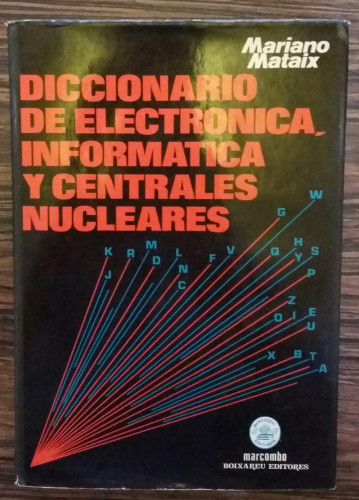 Mariano
Mataix
DICCIONARIO
DE ELECTRONICA,
INFORMATICA
Y CENTRALES
NUCLEARES
W
G
K R M L F V Q H S
J D N Y P
C
Z I E
O U
X B T
A
marcombo
BOIXAREU EDITORES